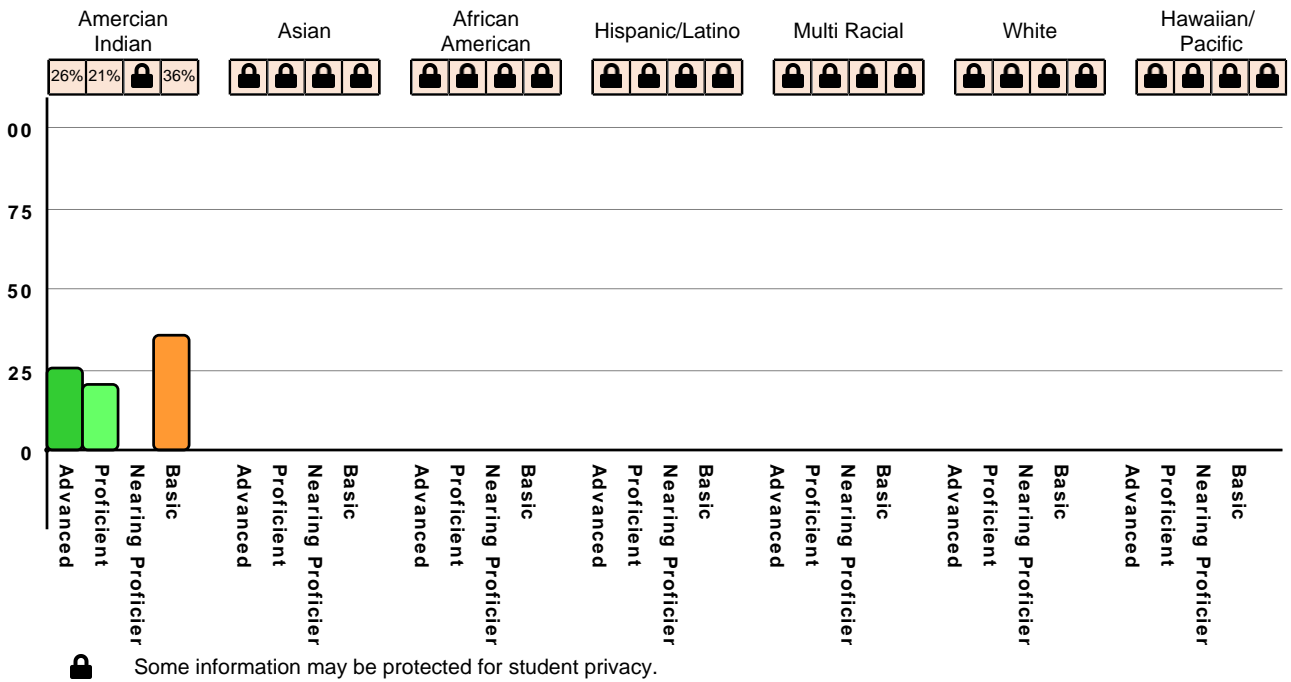 Amercian
Indian
Asian
African
American
Hispanic/Latino
Multi Racial
White
Hawaiian/
Pacific
26% 21% 36%
00
75
50
25
0
Advanced
Proficient
Nearing Proficier
Basic
Advanced
Proficient
Nearing Proficier
Basic
Advanced
Proficient
Nearing Proficier
Basic
Advanced
Proficient
Nearing Proficier
Basic
Advanced
Proficient
Nearing Proficier
Basic
Advanced
Proficient
Nearing Proficier
Basic
Advanced
Proficient
Nearing Proficier
Basic
Some information may be protected for student privacy.